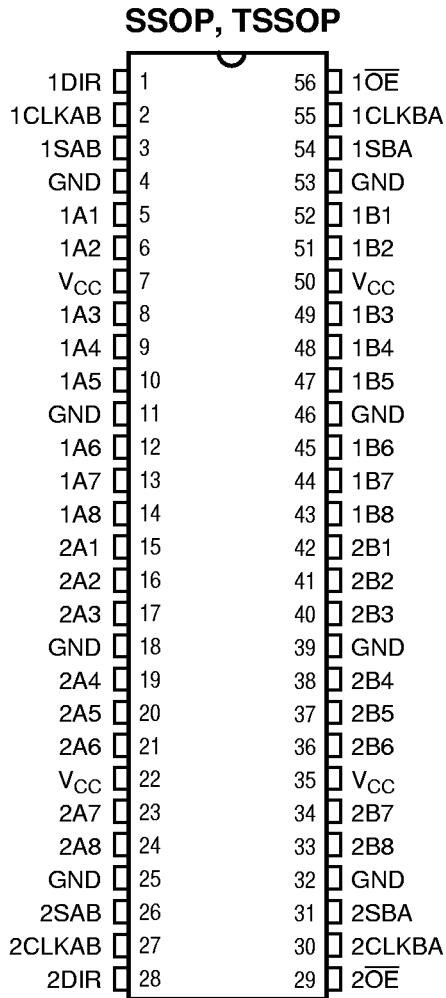 SSOP, TSSOP
1DIR 1 56 1O̅E̅
1CLKAB 2 55 1CLKBA
1SAB 3 54 1SBA
GND 4 53 GND
1A1 5 52 1B1
1A2 6 51 1B2
VCC 7 50 VCC
1A3 8 49 1B3
1A4 9 48 1B4
1A5 10 47 1B5
GND 11 46 GND
1A6 12 45 1B6
1A7 13 44 1B7
1A8 14 43 1B8
2A1 15 42 2B1
2A2 16 41 2B2
2A3 17 40 2B3
GND 18 39 GND
2A4 19 38 2B4
2A5 20 37 2B5
2A6 21 36 2B6
VCC 22 35 VCC
2A7 23 34 2B7
2A8 24 33 2B8
GND 25 32 GND
2SAB 26 31 2SBA
2CLKAB 27 30 2CLKBA
2DIR 28 29 2O̅E̅